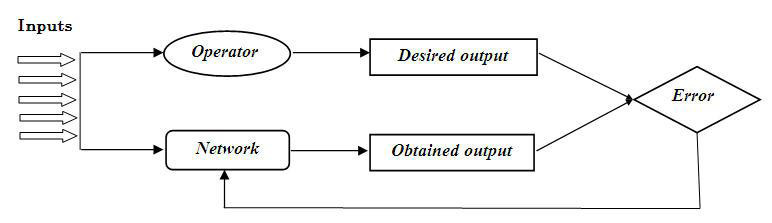 Inputs
Operator
Desired output
Error
Network
Obtained output